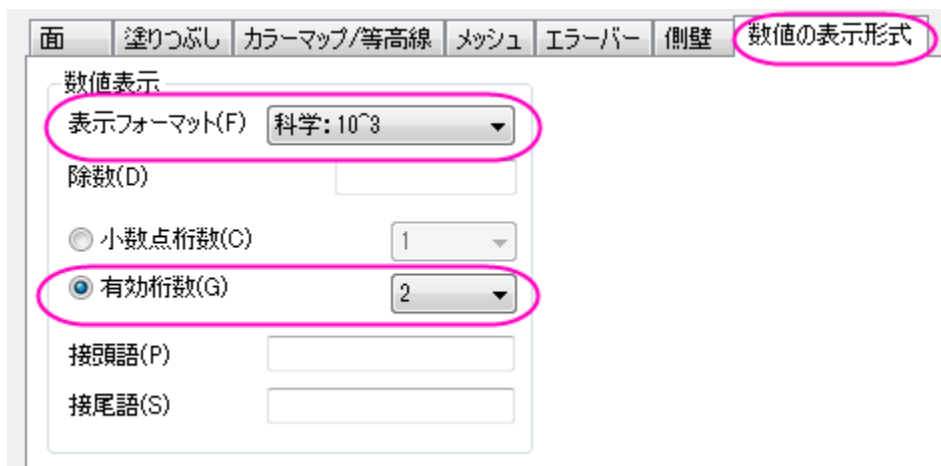 面 塗りつぶし カラーマップ/等高線 メッシュ エラーバー 側壁 数値の表示形式
数値表示
表示フォーマット(F) 科学:10^3
除数(D)
小数点桁数(C) 1
有効桁数(G) 2
接頭語(P)
接尾語(S)